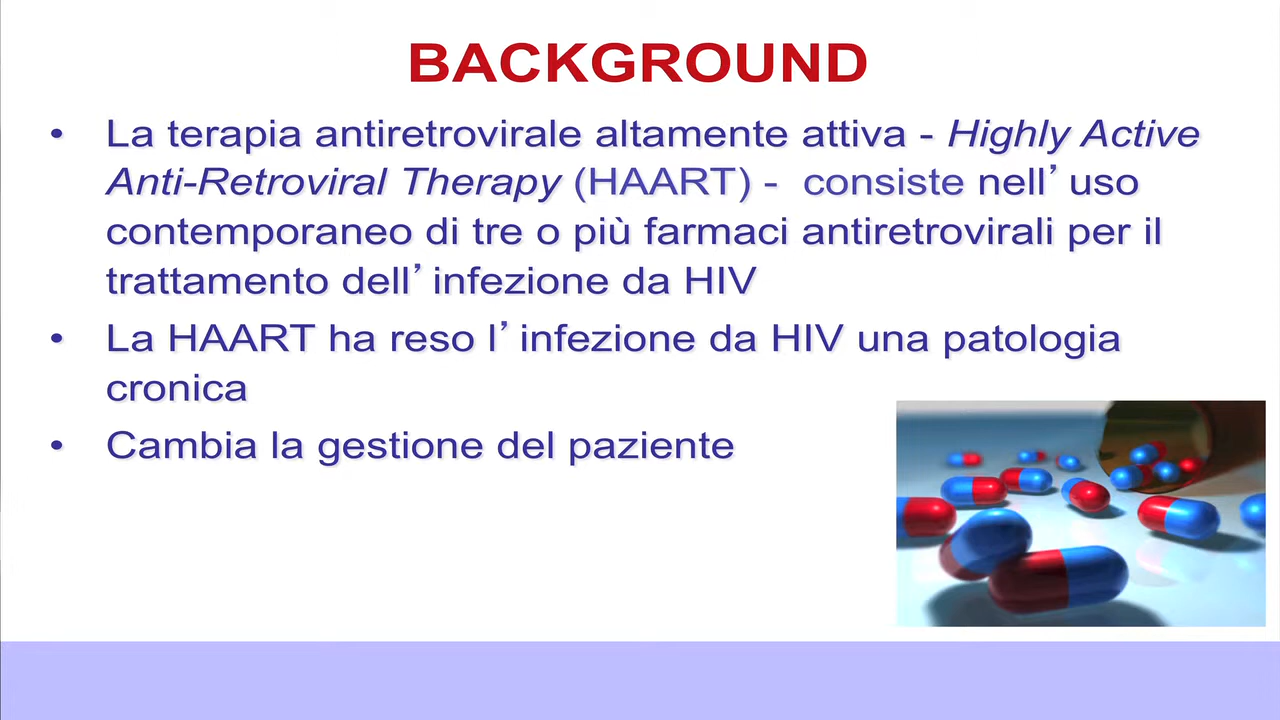 BACKGROUND
• La terapia antiretrovirale altamente attiva - Highly Active
Anti-Retroviral Therapy (HAART) - consiste nell’uso
contemporaneo di tre o più farmaci antiretrovirali per il
trattamento dell’infezione da HIV
• La HAART ha reso l’infezione da HIV una patologia
cronica
• Cambia la gestione del paziente